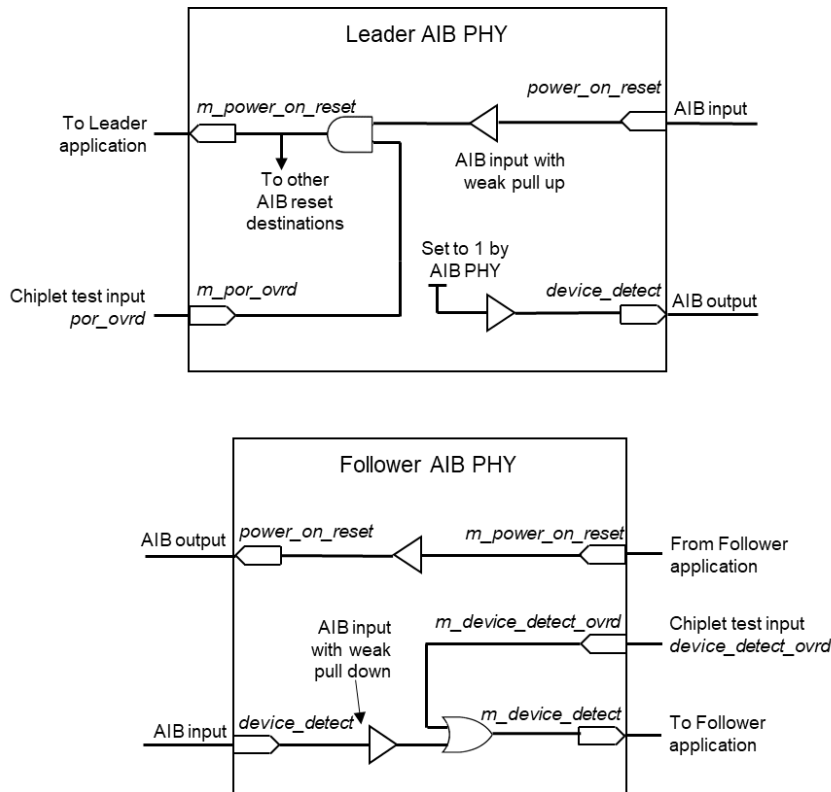 Leader AIB PHY
power_on_reset
m_power_on_reset
To Leader
application
AIB input
AIB input with
weak pull up
To other
AIB reset
destinations
Set to 1 by
AIB PHY
Chiplet test input
por_ovrd
m_por_ovrd
device_detect
AIB output
Follower AIB PHY
AIB output
power_on_reset
m_power_on_reset
From Follower
application
AIB input
with weak
pull down
m_device_detect_ovrd
Chiplet test input
device_detect_ovrd
AIB input
device_detect
m_device_detect
To Follower
application